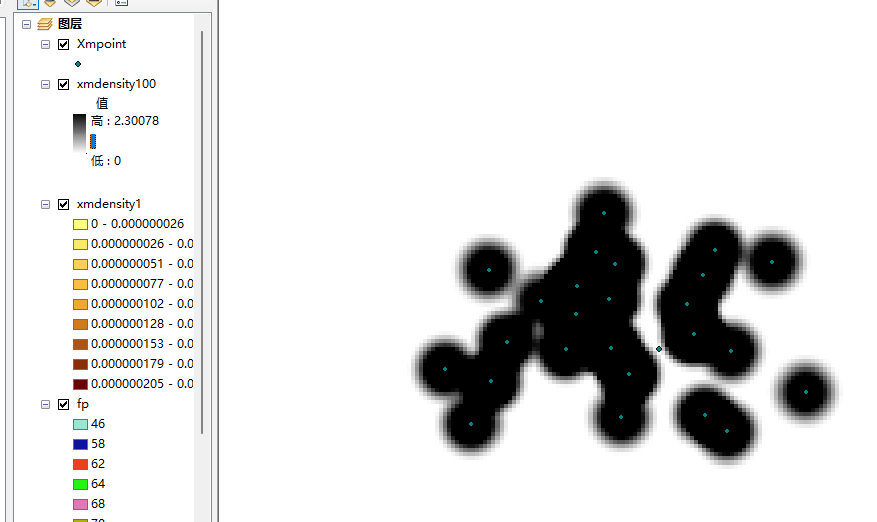 图层
Xmpoint
xmdensity100
值
高 : 2.30078
低 : 0
xmdensity1
0 - 0.000000026
0.000000026 - 0.0
0.000000051 - 0.0
0.000000077 - 0.0
0.000000102 - 0.0
0.000000128 - 0.0
0.000000153 - 0.0
0.000000179 - 0.0
0.000000205 - 0.0
fp
46
58
62
64
68